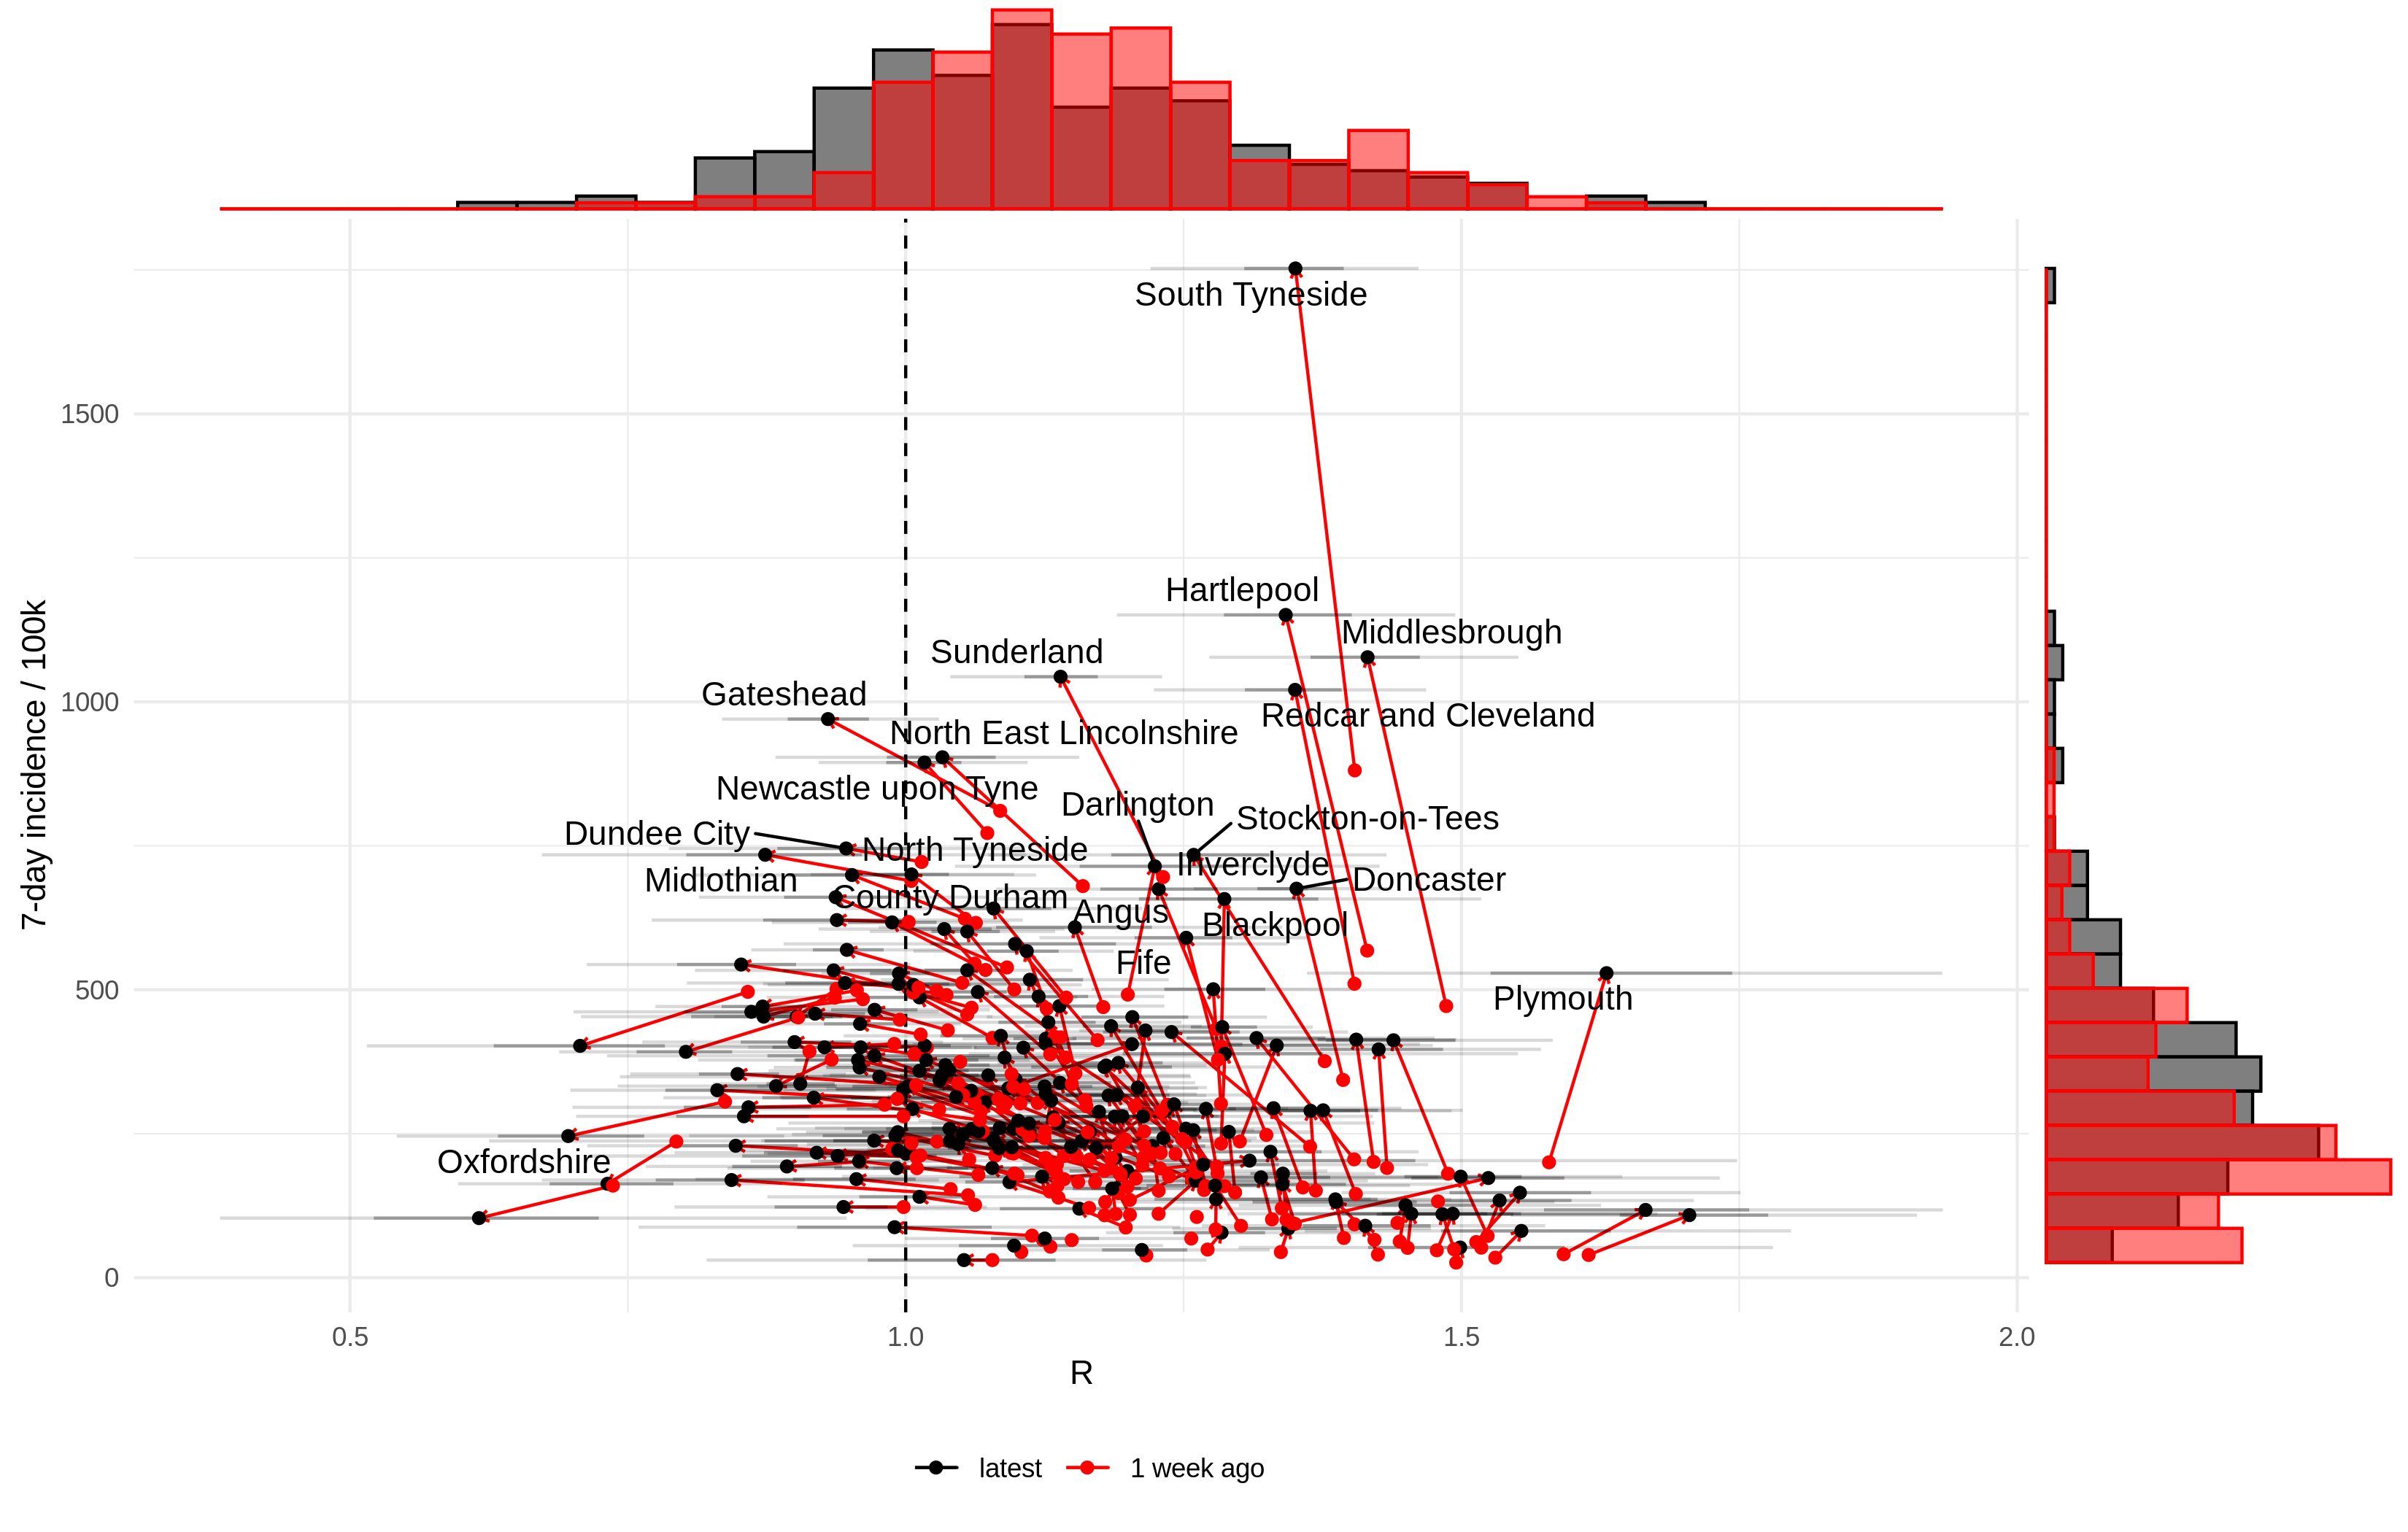 South Tyneside
1500
Hartlepool
Middlesbrough
Sunderland
Gateshead
1000
Redcar and Cleveland
North East Lincolnshire
Newcastle upon Tyne
Darlington
Stockton-on-Tees
Dundee City
North Tyneside
Inverclyde
Midlothian
Doncaster
County Durham
Angus
Blackpool
Fife
500
Plymouth
Oxfordshire
0
7-day incidence / 100k
0.5
1.0
1.5
2.0
R
latest
1 week ago